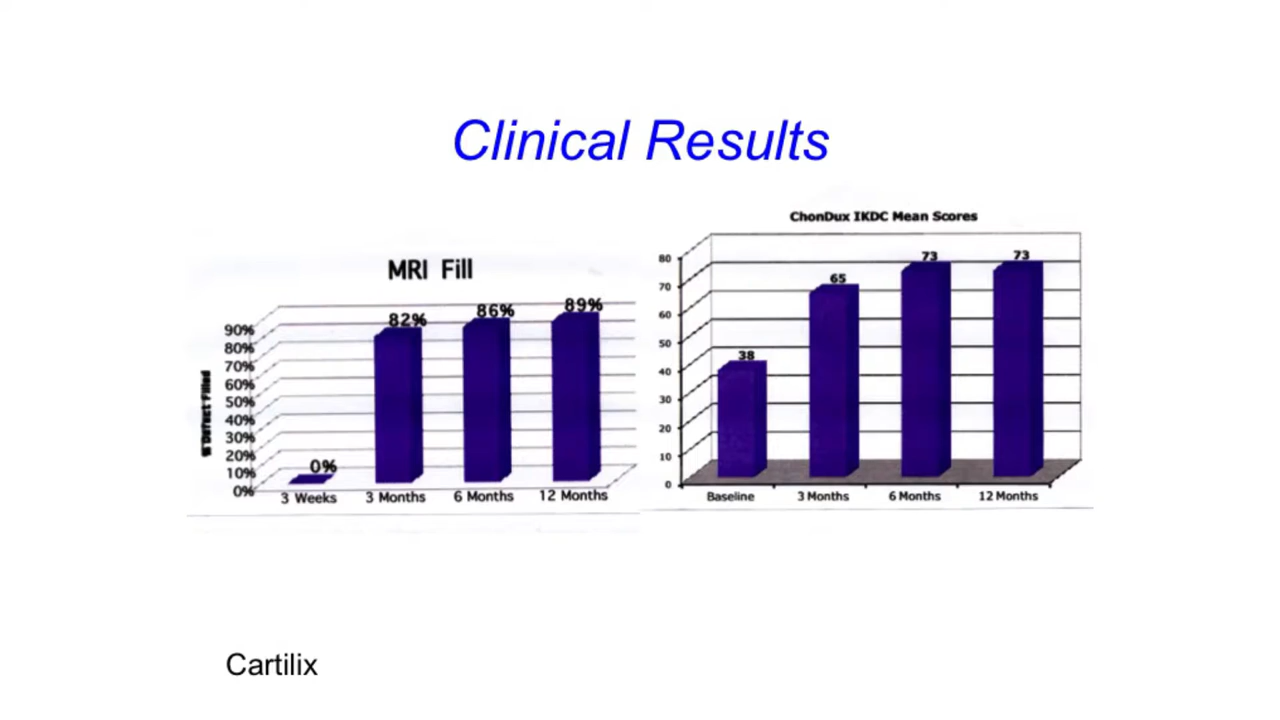 Clinical Results
MRI Fill
% Defect Filled
90%
80%
70%
60%
50%
40%
30%
20%
10%
0%
0%
82%
86%
89%
3 Weeks
3 Months
6 Months
12 Months
ChonDux IKDC Mean Scores
80
70
60
50
40
30
20
10
0
38
65
73
73
Baseline
3 Months
6 Months
12 Months
Cartilix